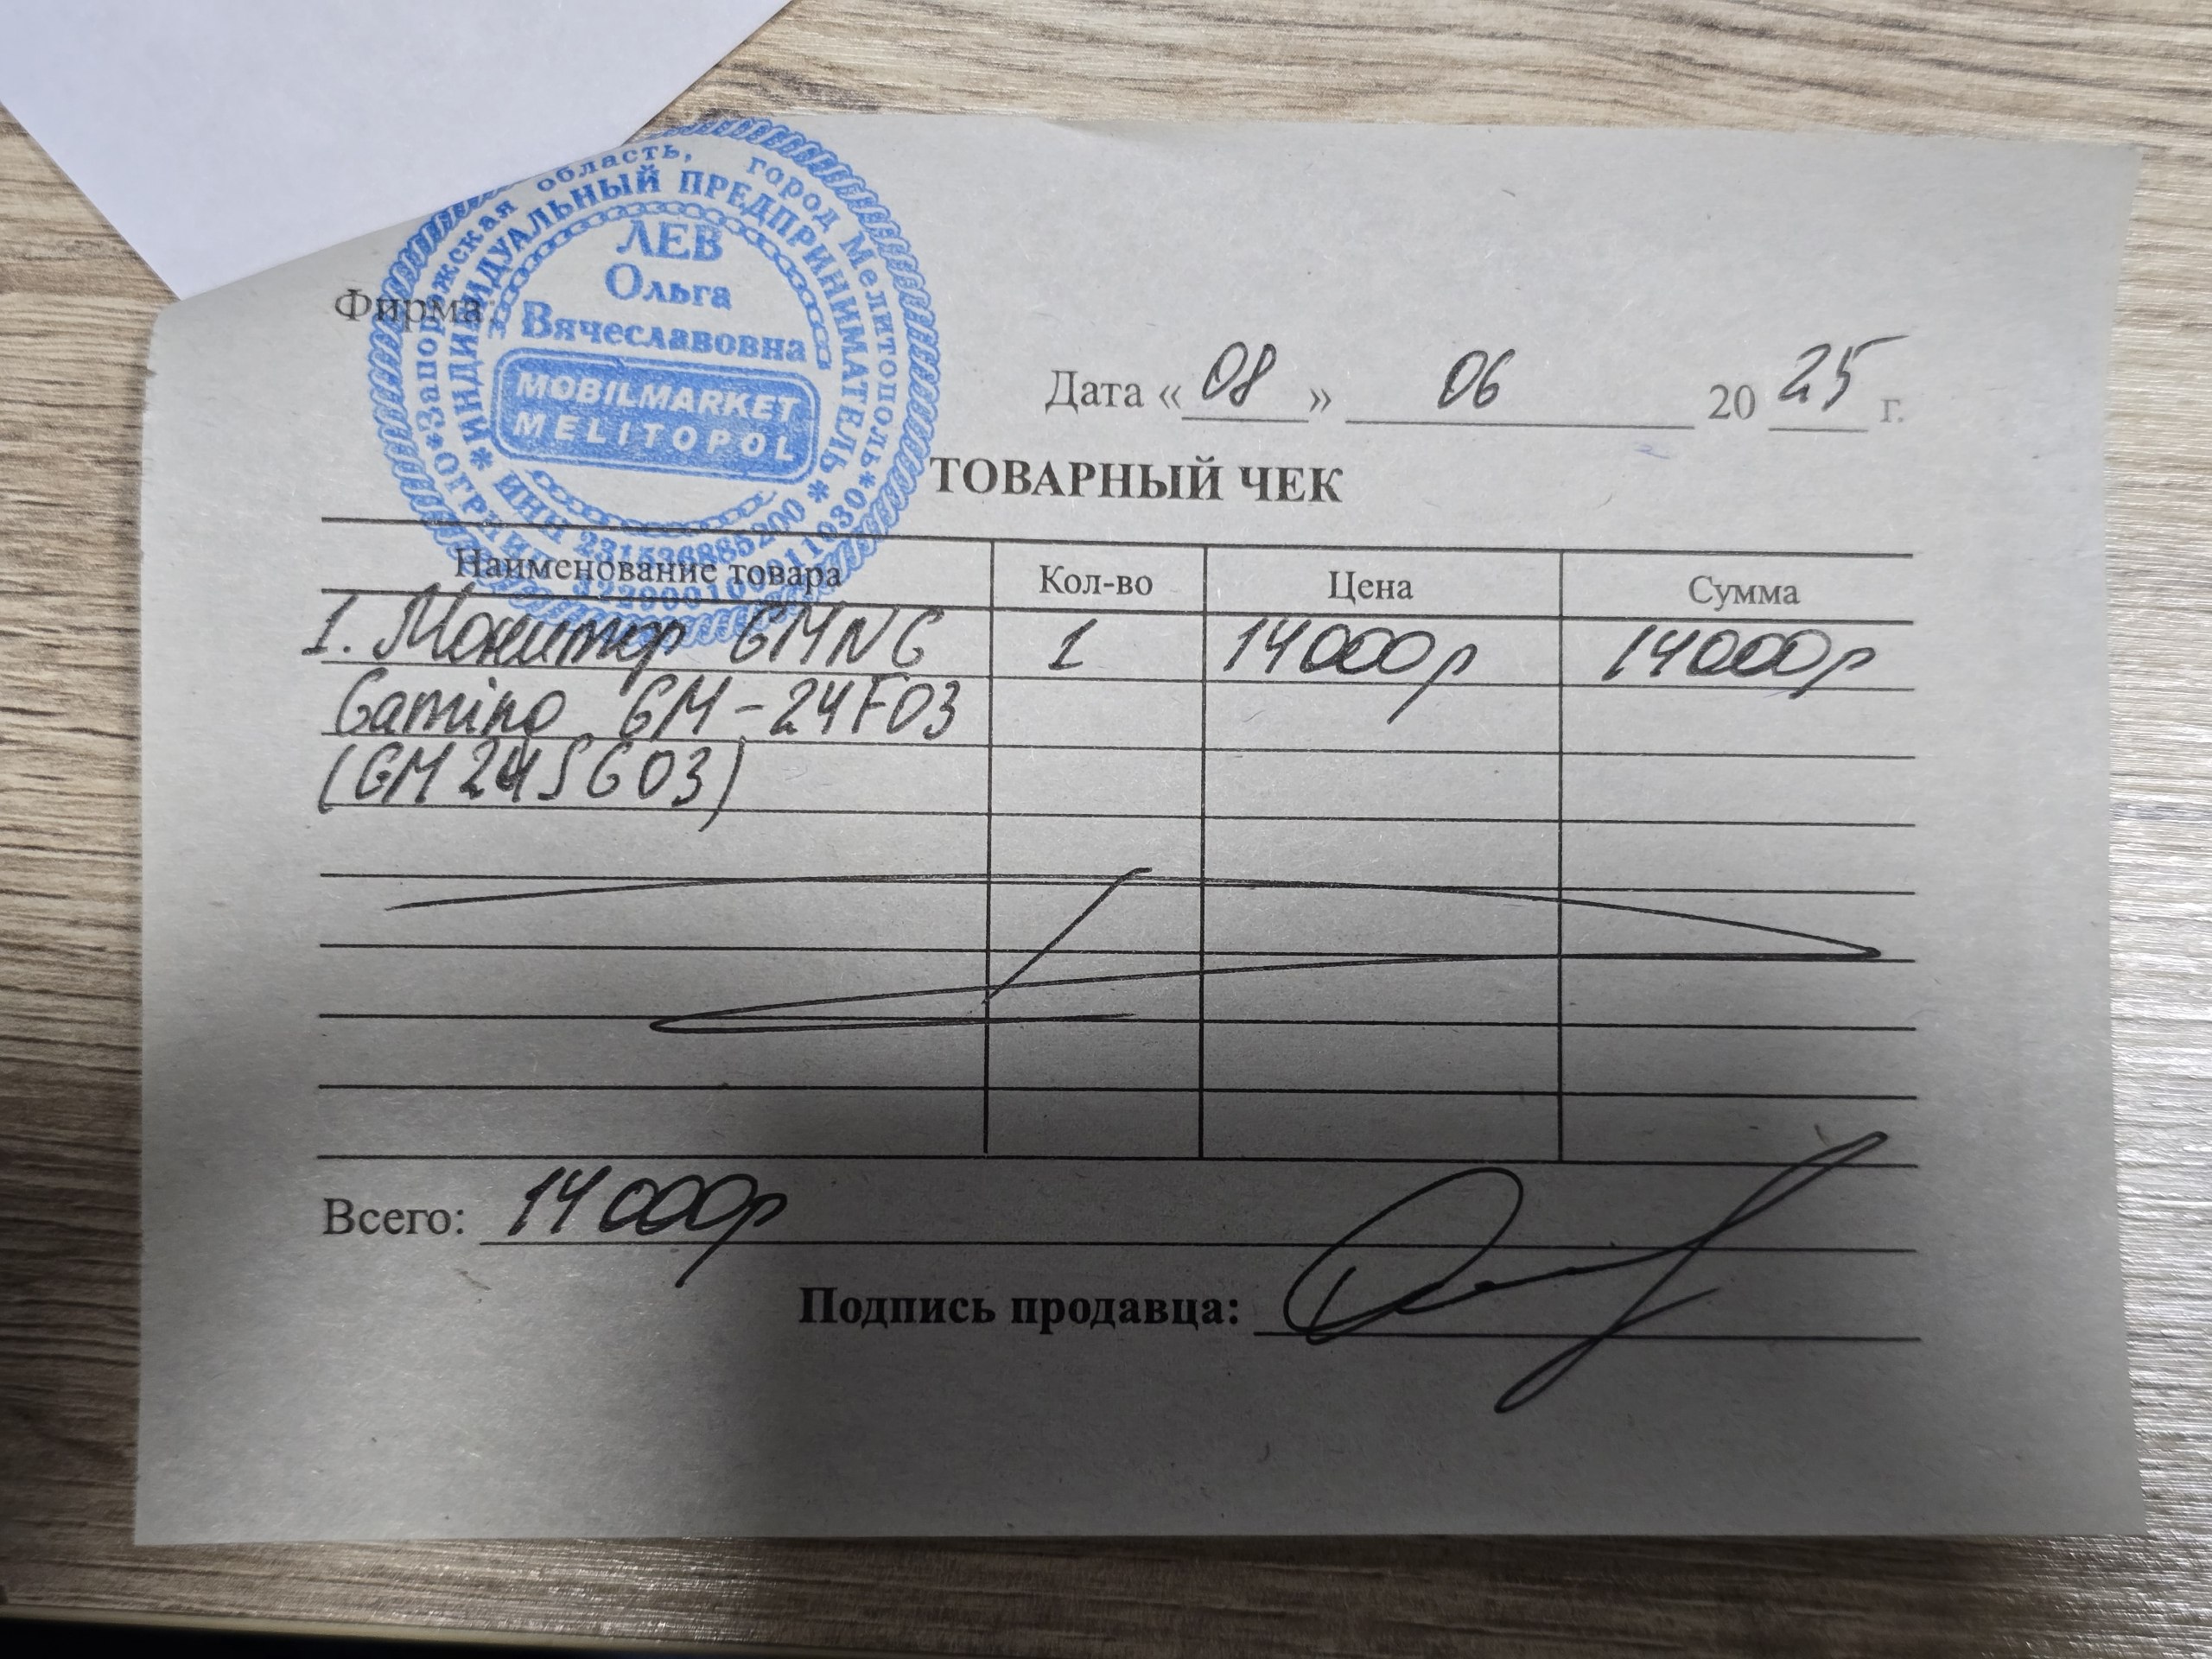 Запорожская область, город Мелитополь
ИНДИВИДУАЛЬНЫЙ ПРЕДПРИНИМАТЕЛЬ
ЛЕВ
Ольга
Вячеславовна
MOBILMARKET
MELITOPOL
* ИНН 231536885200 *
Фирма:
Дата «08» 06 2025 г.
ТОВАРНЫЙ ЧЕК
Наименование товара Кол-во Цена Сумма
1. Монитор GMNG 1 14000р 14000р
Gaming GM-24F03
(GM24SG03)
Всего: 14000р
Подпись продавца: